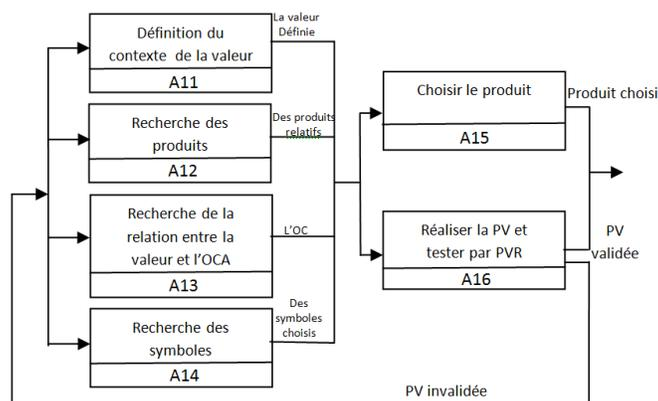 Définition du
contexte de la valeur
A11
La valeur
Définie
Recherche des
produits
A12
Des produits
relatifs
Recherche de la
relation entre la
valeur et l'OCA
A13
L'OC
Recherche des
symboles
A14
Des
symboles
choisis
Choisir le produit
A15
Produit choisi
Réaliser la PV et
tester par PVR
A16
PV
validée
PV invalidée